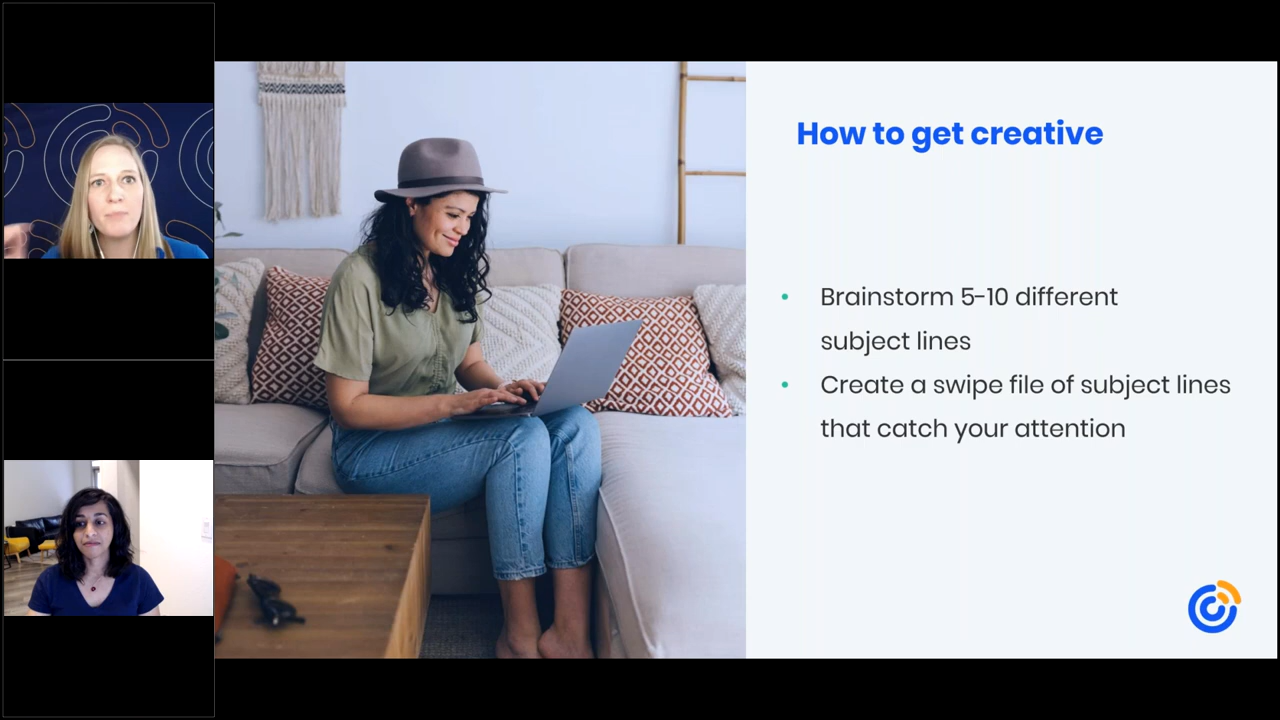 How to get creative
• Brainstorm 5-10 different
subject lines
• Create a swipe file of subject lines
that catch your attention